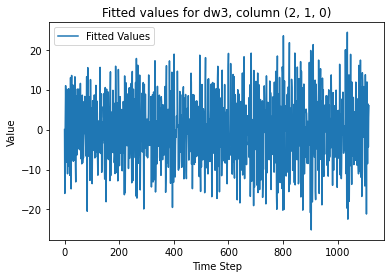 Fitted values for dw3, column (2, 1, 0)
Fitted Values
Value
20
10
0
−10
−20
0 200 400 600 800 1000
Time Step